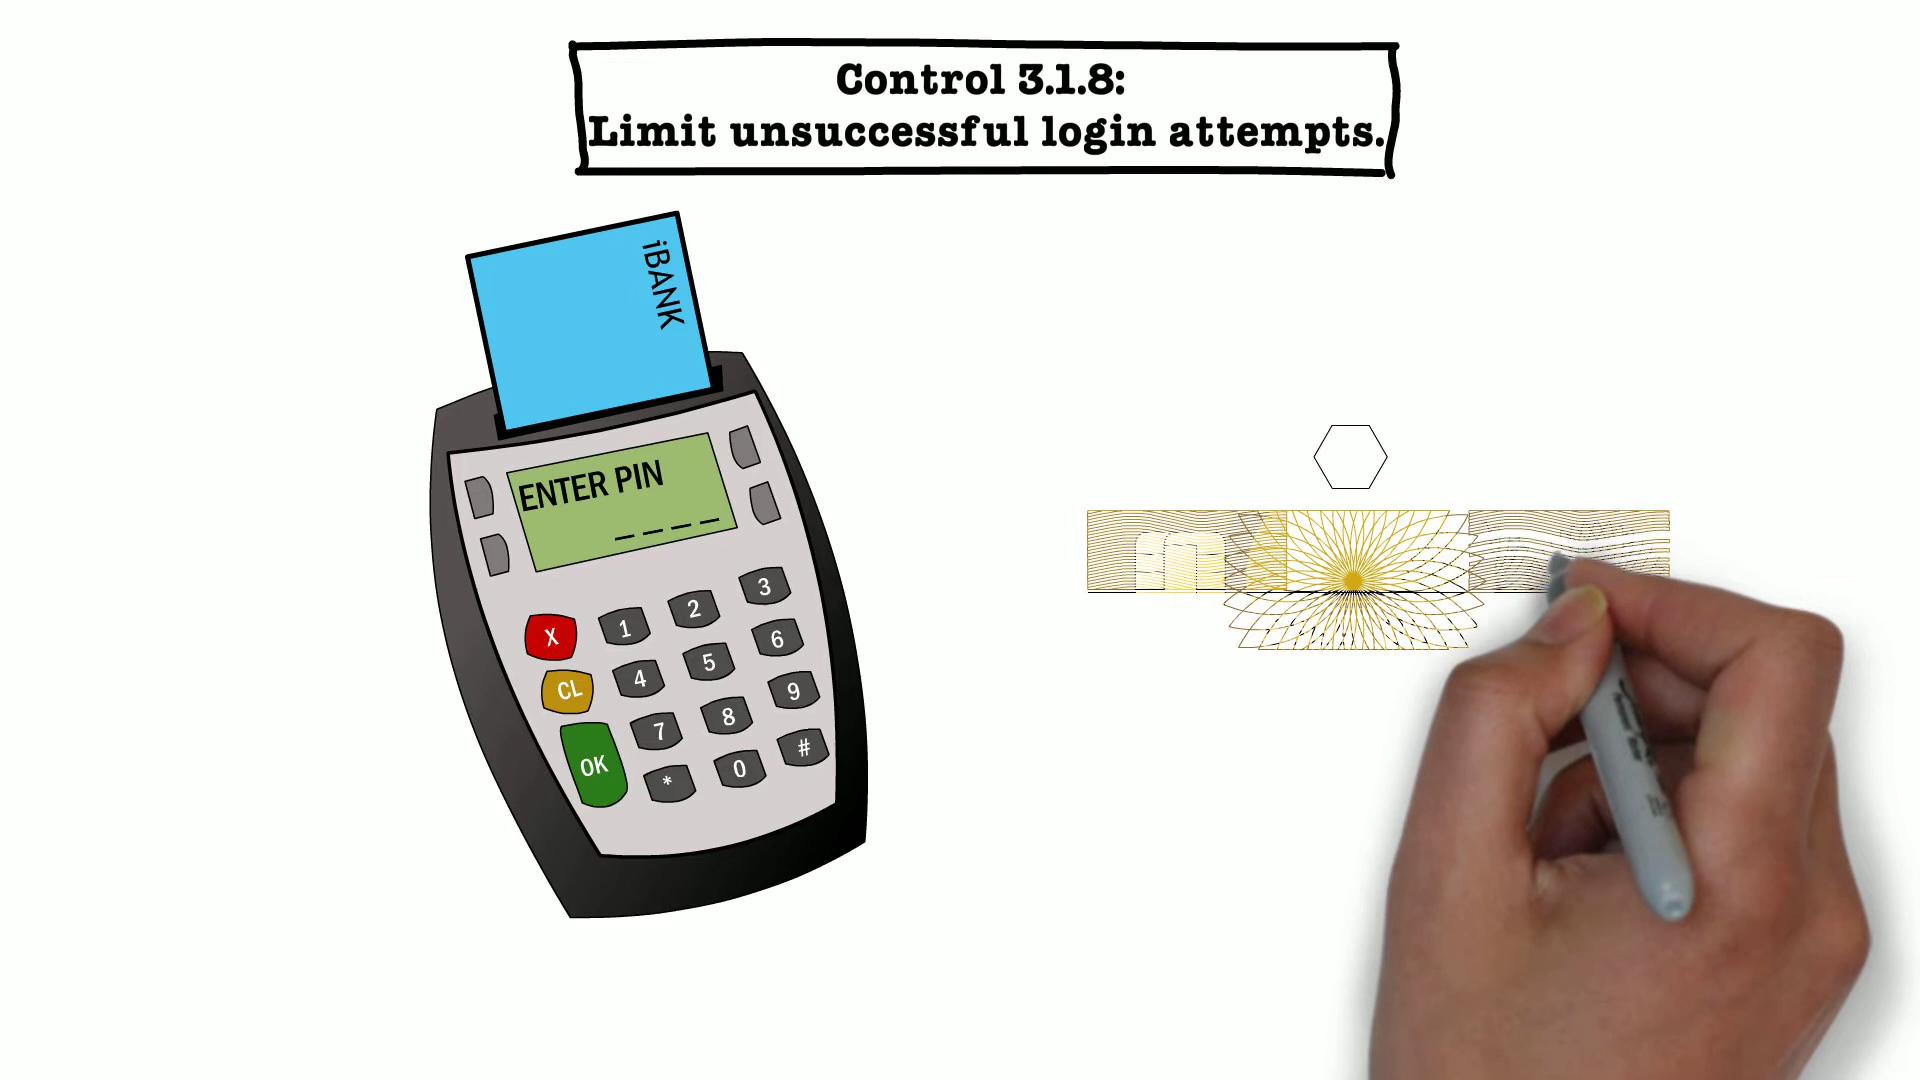 Control 3.1.8:
Limit unsuccessful login attempts.
iBANK
ENTER PIN
_ _ _ _
X 1 2 3
CL 4 5 6
OK 7 8 9
* 0 #